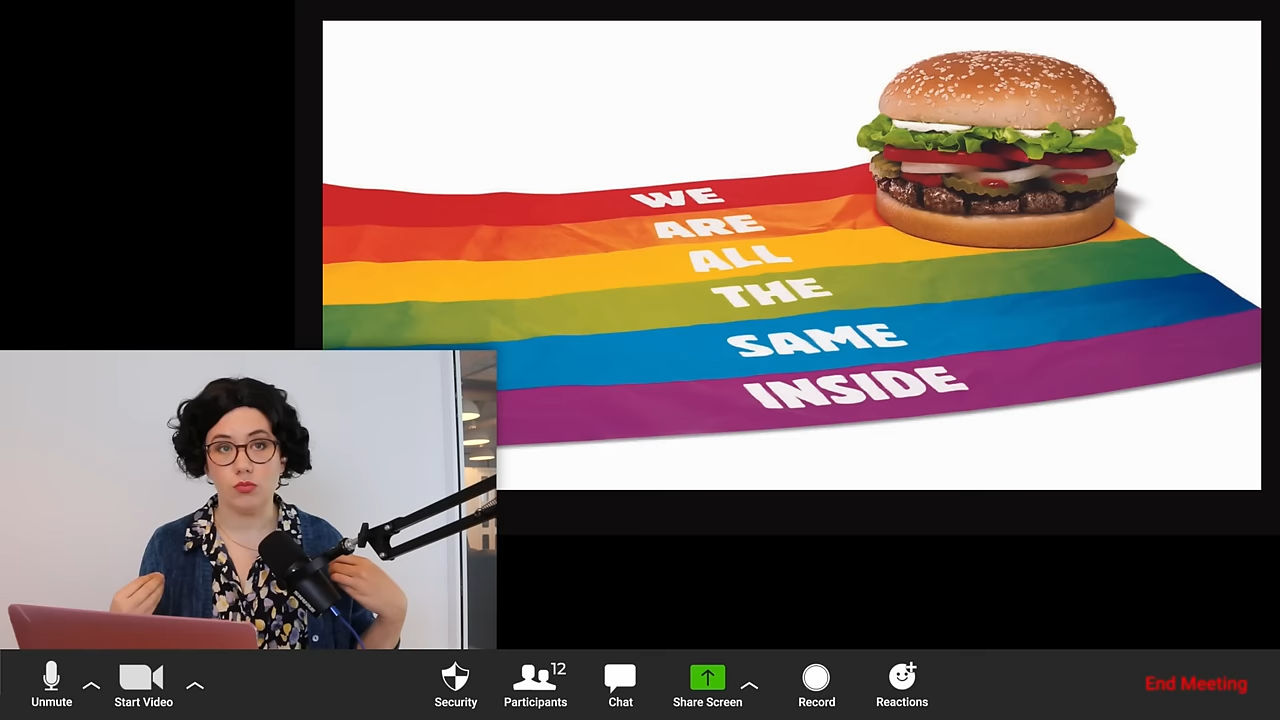 WE
ARE
ALL
THE
SAME
INSIDE
12
Unmute
Start Video
Security
Participants
Chat
Share Screen
Record
Reactions
End Meeting